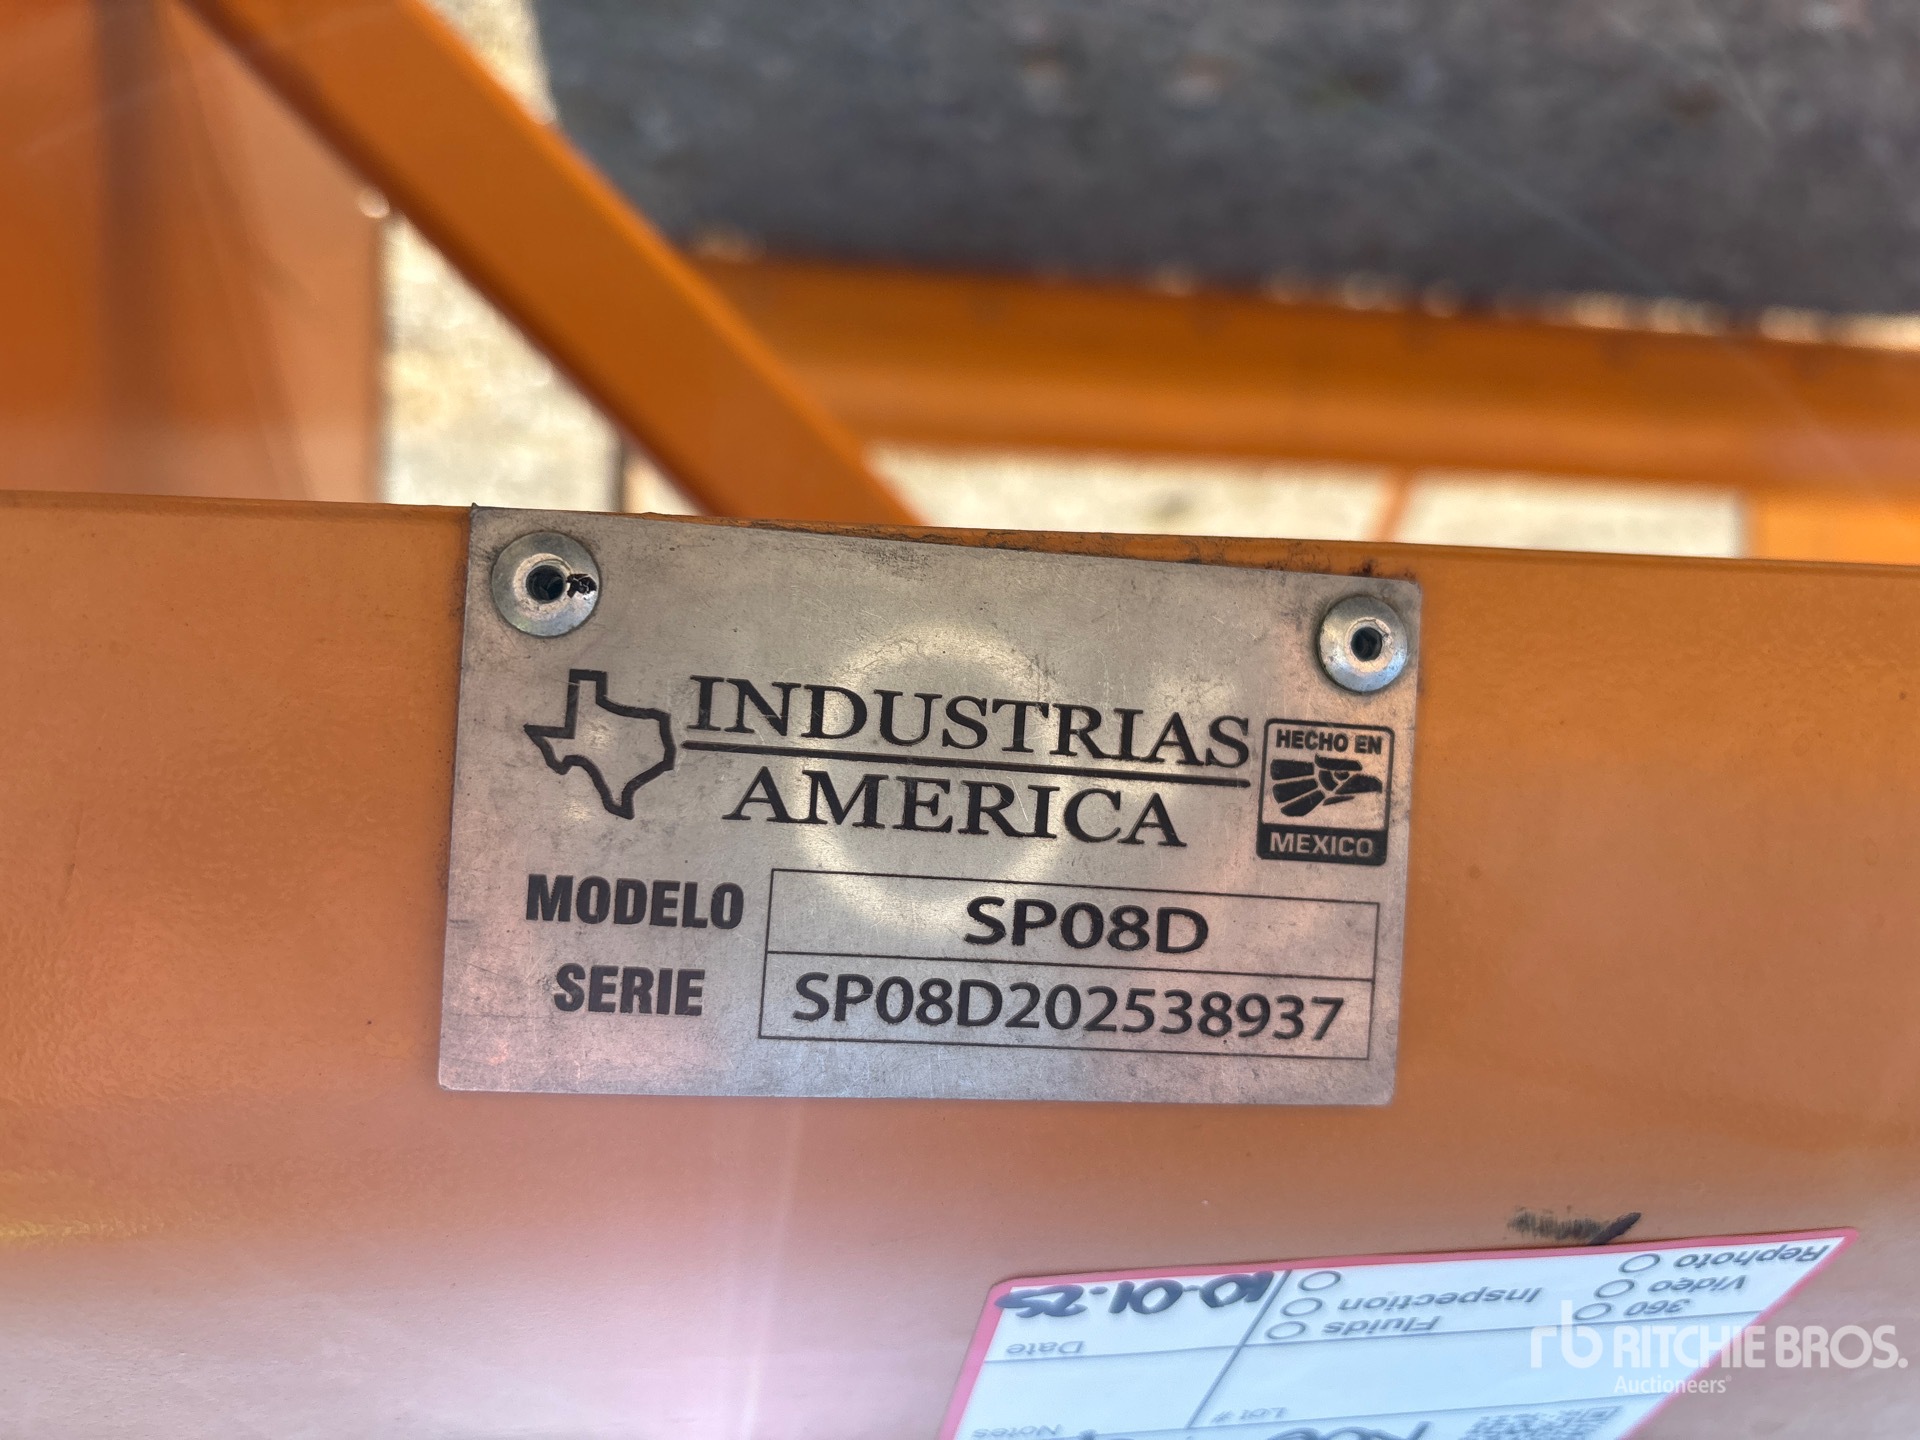 INDUSTRIAS
AMERICA
HECHO EN
MEXICO
MODELO SP08D
SERIE SP08D202538937
Rephoto
Video
360
Inspection
Fluids
10-01-25
Date
Lot #
Notes
rb RITCHIE BROS.
Auctioneers